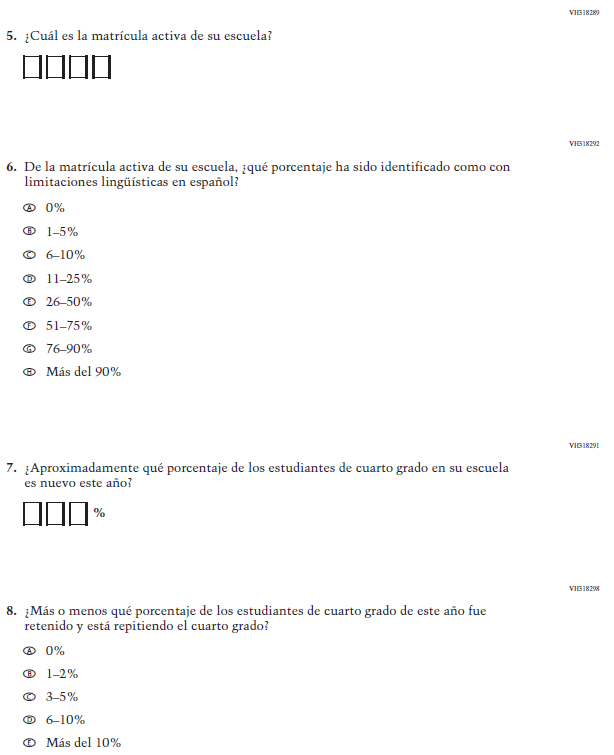 VH318289
5. ¿Cuál es la matrícula activa de su escuela?
VH318292
6. De la matrícula activa de su escuela, ¿qué porcentaje ha sido identificado como con
limitaciones lingüísticas en español?
A 0%
B 1–5%
C 6–10%
D 11–25%
E 26–50%
F 51–75%
G 76–90%
H Más del 90%
VH318291
7. ¿Aproximadamente qué porcentaje de los estudiantes de cuarto grado en su escuela
es nuevo este año?
%
VH318298
8. ¿Más o menos qué porcentaje de los estudiantes de cuarto grado de este año fue
retenido y está repitiendo el cuarto grado?
A 0%
B 1–2%
C 3–5%
D 6–10%
E Más del 10%